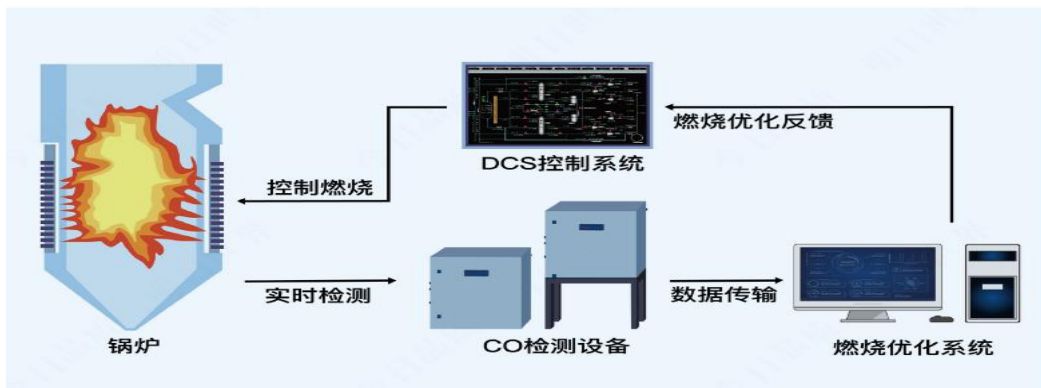 燃烧优化反馈
DCS控制系统
控制燃烧
实时检测
数据传输
锅炉
CO检测设备
燃烧优化系统